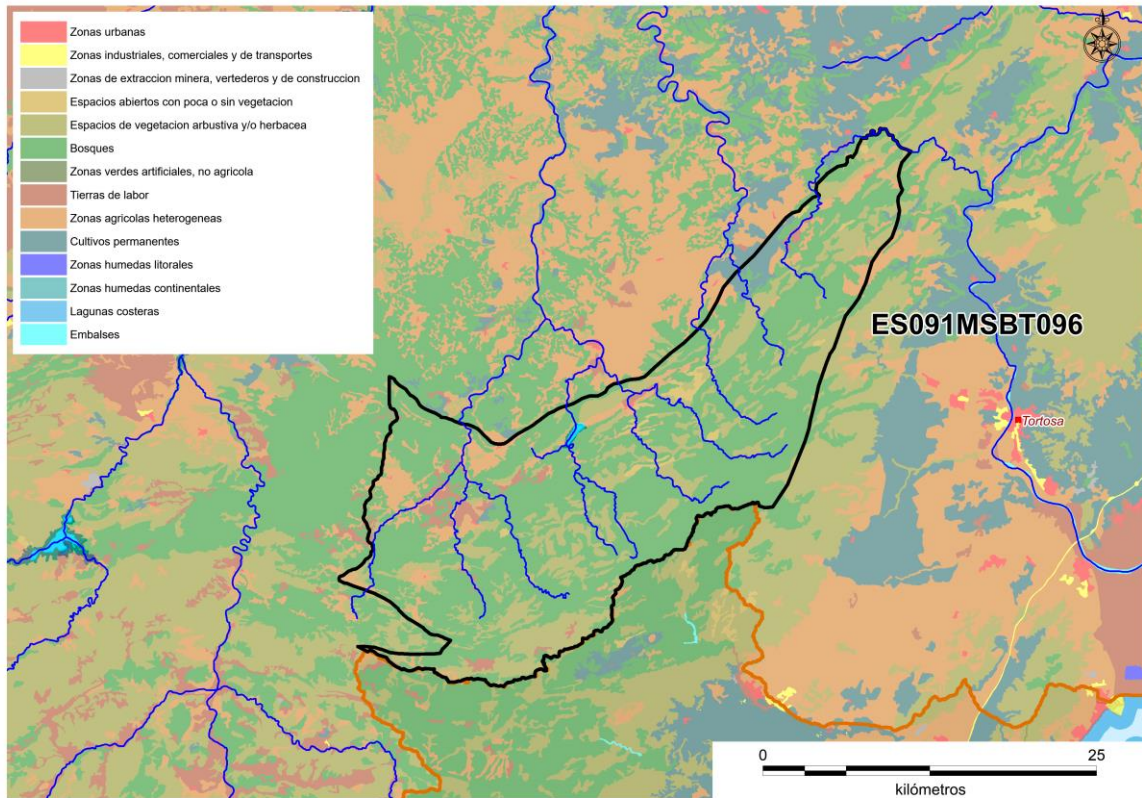 Zonas urbanas
Zonas industriales, comerciales y de transportes
Zonas de extraccion minera, vertederos y de construccion
Espacios abiertos con poca o sin vegetacion
Espacios de vegetacion arbustiva y/o herbacea
Bosques
Zonas verdes artificiales, no agricola
Tierras de labor
Zonas agricolas heterogeneas
Cultivos permanentes
Zonas humedas litorales
Zonas humedas continentales
Lagunas costeras
Embalses
ES091MSBT096
Tortosa
0 25
kilómetros